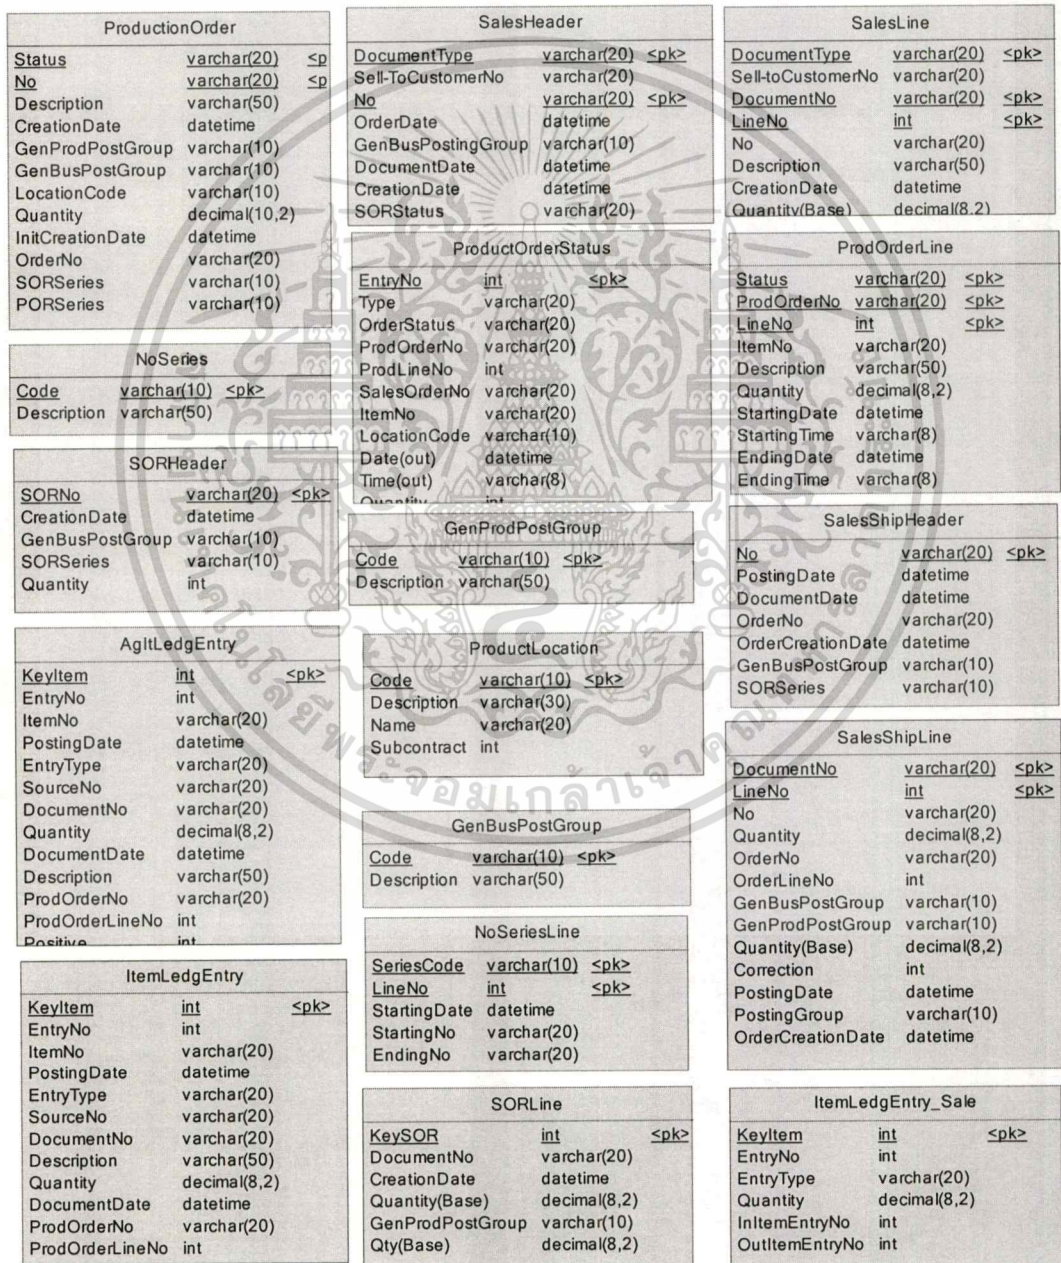 ProductionOrder
Status varchar(20) <p
No varchar(20) <p
Description varchar(50)
CreationDate datetime
GenProdPostGroup varchar(10)
GenBusPostGroup varchar(10)
LocationCode varchar(10)
Quantity decimal(10,2)
InitCreationDate datetime
OrderNo varchar(20)
SORSeries varchar(10)
PORSeries varchar(10)
NoSeries
Code varchar(10) <pk>
Description varchar(50)
SORHeader
SORNo varchar(20) <pk>
CreationDate datetime
GenBusPostGroup varchar(10)
SORSeries varchar(10)
Quantity int
AgItLedgEntry
KeyItem int <pk>
EntryNo int
ItemNo varchar(20)
PostingDate datetime
EntryType varchar(20)
SourceNo varchar(20)
DocumentNo varchar(20)
Quantity decimal(8,2)
DocumentDate datetime
Description varchar(50)
ProdOrderNo varchar(20)
ProdOrderLineNo int
Positive int
ItemLedgEntry
KeyItem int <pk>
EntryNo int
ItemNo varchar(20)
PostingDate datetime
EntryType varchar(20)
SourceNo varchar(20)
DocumentNo varchar(20)
Description varchar(50)
Quantity decimal(8,2)
DocumentDate datetime
ProdOrderNo varchar(20)
ProdOrderLineNo int
SalesHeader
DocumentType varchar(20) <pk>
Sell-ToCustomerNo varchar(20)
No varchar(20) <pk>
OrderDate datetime
GenBusPostingGroup varchar(10)
DocumentDate datetime
CreationDate datetime
SORStatus varchar(20)
ProductOrderStatus
EntryNo int <pk>
Type varchar(20)
OrderStatus varchar(20)
ProdOrderNo varchar(20)
ProdLineNo int
SalesOrderNo varchar(20)
ItemNo varchar(20)
LocationCode varchar(10)
Date(out) datetime
Time(out) varchar(8)
Quantity int
GenProdPostGroup
Code varchar(10) <pk>
Description varchar(50)
ProductLocation
Code varchar(10) <pk>
Description varchar(30)
Name varchar(20)
Subcontract int
GenBusPostGroup
Code varchar(10) <pk>
Description varchar(50)
NoSeriesLine
SeriesCode varchar(10) <pk>
LineNo int <pk>
StartingDate datetime
StartingNo varchar(20)
EndingNo varchar(20)
SORLine
KeySOR int <pk>
DocumentNo varchar(20)
CreationDate datetime
Quantity(Base) decimal(8,2)
GenProdPostGroup varchar(10)
Qty(Base) decimal(8,2)
SalesLine
DocumentType varchar(20) <pk>
Sell-toCustomerNo varchar(20)
DocumentNo varchar(20) <pk>
LineNo int <pk>
No varchar(20)
Description varchar(50)
CreationDate datetime
Quantity(Base) decimal(8,2)
ProdOrderLine
Status varchar(20) <pk>
ProdOrderNo varchar(20) <pk>
LineNo int <pk>
ItemNo varchar(20)
Description varchar(50)
Quantity decimal(8,2)
StartingDate datetime
StartingTime varchar(8)
EndingDate datetime
EndingTime varchar(8)
SalesShipHeader
No varchar(20) <pk>
PostingDate datetime
DocumentDate datetime
OrderNo varchar(20)
OrderCreationDate datetime
GenBusPostGroup varchar(10)
SORSeries varchar(10)
SalesShipLine
DocumentNo varchar(20) <pk>
LineNo int <pk>
No varchar(20)
Quantity decimal(8,2)
OrderNo varchar(20)
OrderLineNo int
GenBusPostGroup varchar(10)
GenProdPostGroup varchar(10)
Quantity(Base) decimal(8,2)
Correction int
PostingDate datetime
PostingGroup varchar(10)
OrderCreationDate datetime
ItemLedgEntry_Sale
KeyItem int <pk>
EntryNo int
EntryType varchar(20)
Quantity decimal(8,2)
InItemEntryNo int
OutItemEntryNo int